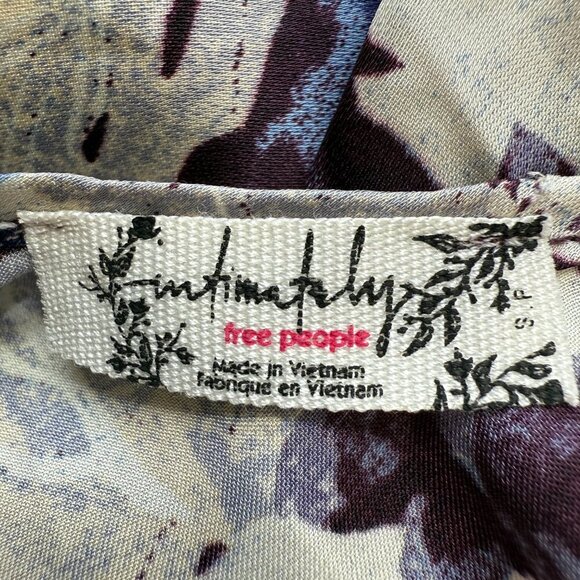 intimately
free people
Made in Vietnam
Fabriqué en Vietnam
S P